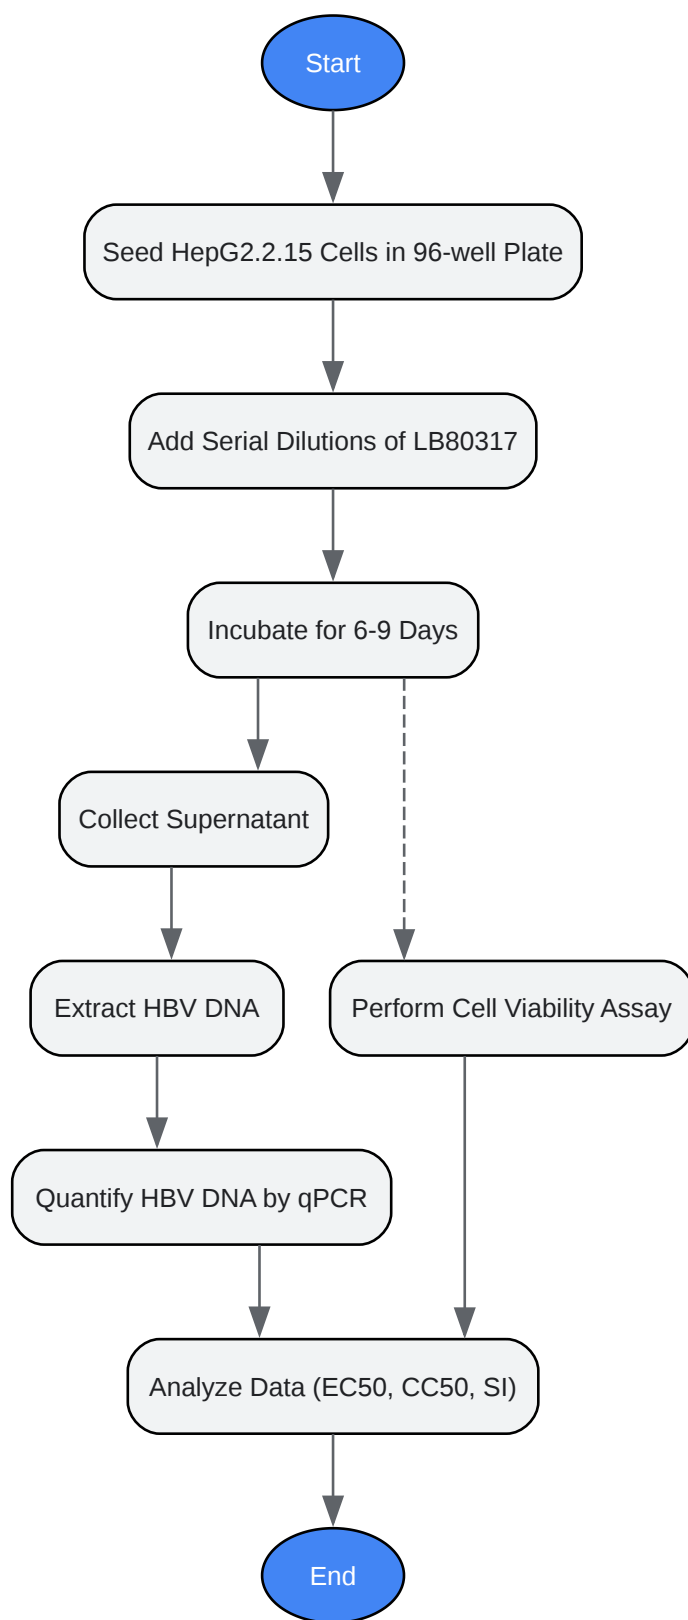 Start
Seed HepG2.2.15 Cells in 96-well Plate
Add Serial Dilutions of LB80317
Incubate for 6-9 Days
Collect Supernatant
Extract HBV DNA
Perform Cell Viability Assay
Quantify HBV DNA by qPCR
Analyze Data (EC50, CC50, SI)
End